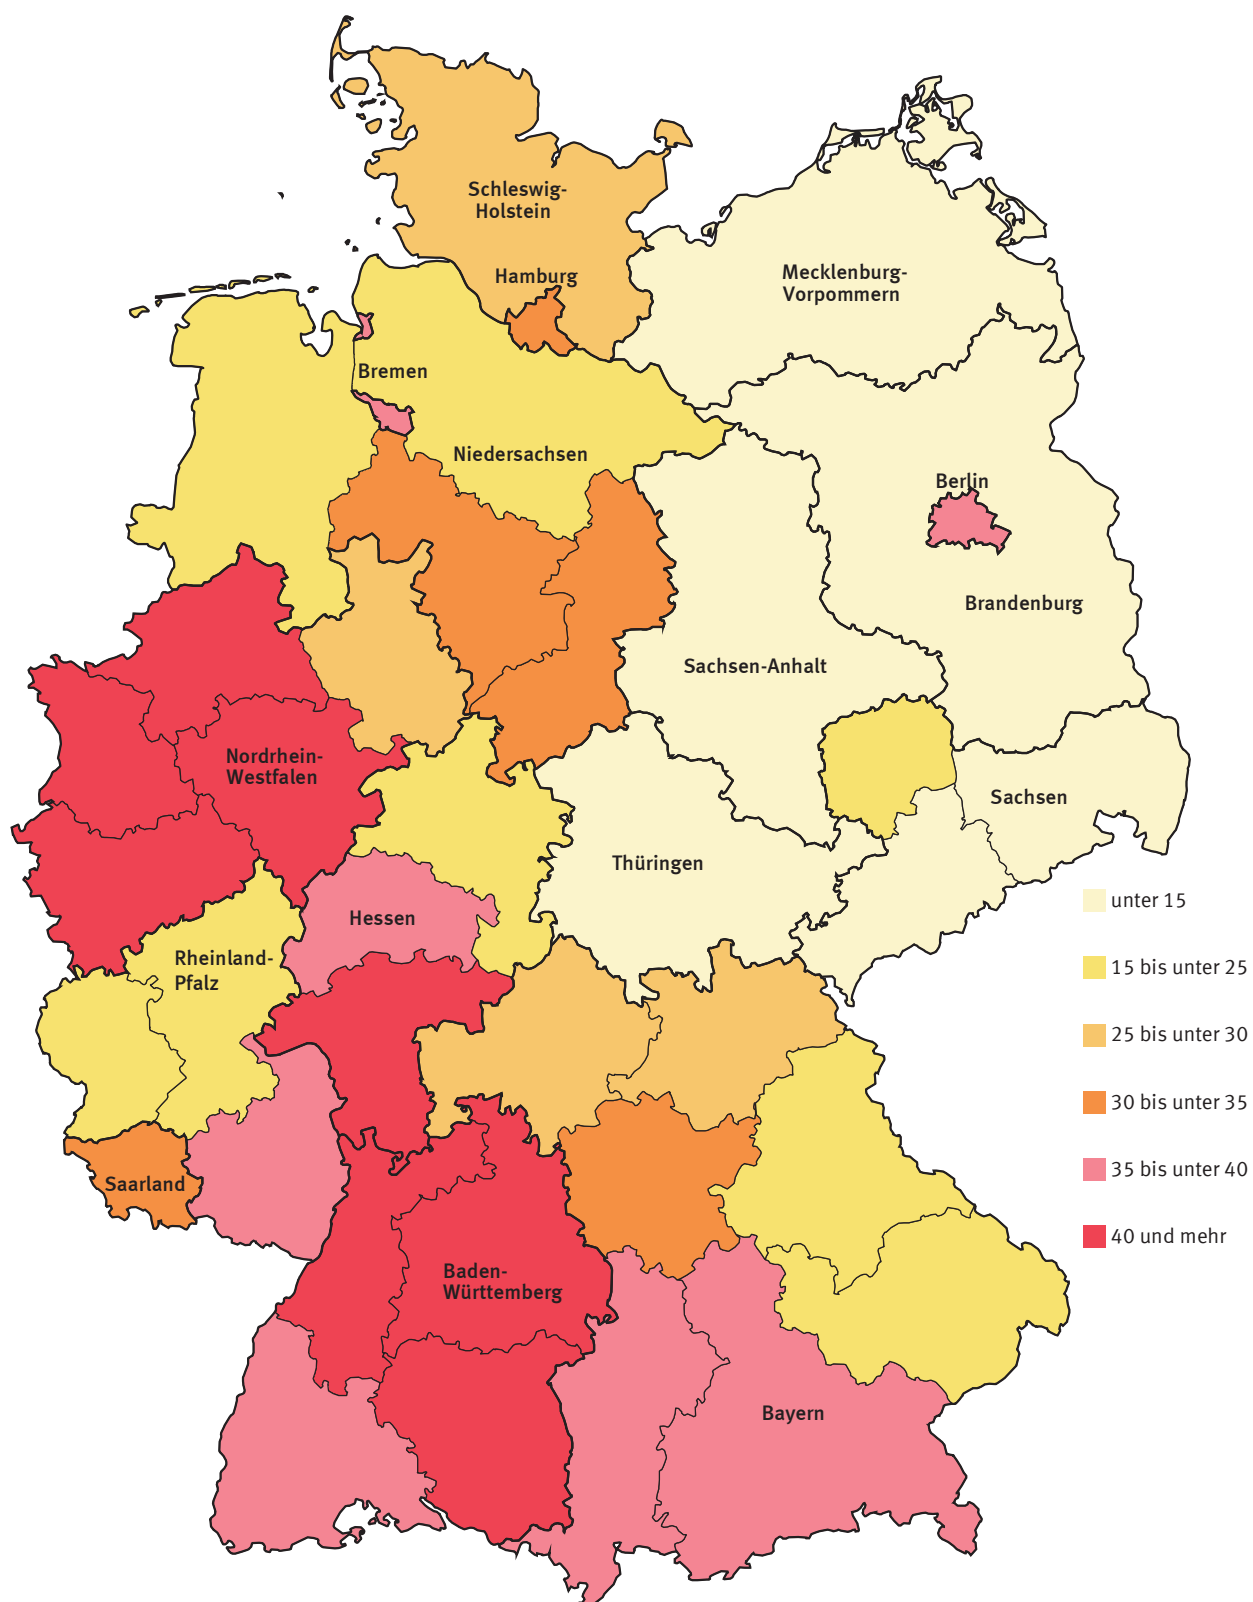 Schleswig-
Holstein
Hamburg
Mecklenburg-
Vorpommern
Bremen
Niedersachsen
Berlin
Brandenburg
Sachsen-Anhalt
Nordrhein-
Westfalen
Sachsen
Thüringen
Hessen
Rheinland-
Pfalz
Saarland
Baden-
Württemberg
Bayern
unter 15
15 bis unter 25
25 bis unter 30
30 bis unter 35
35 bis unter 40
40 und mehr